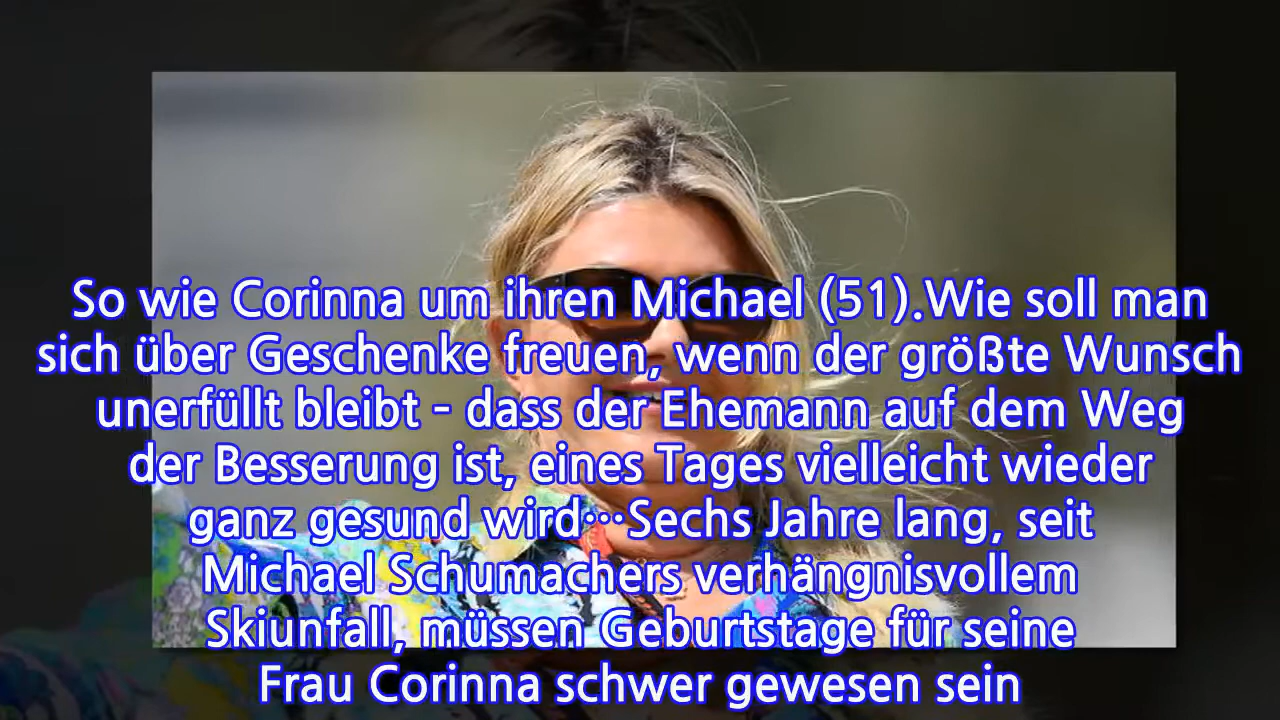 So wie Corinna um ihren Michael (51).Wie soll man
sich über Geschenke freuen, wenn der größte Wunsch
unerfüllt bleibt - dass der Ehemann auf dem Weg
der Besserung ist, eines Tages vielleicht wieder
ganz gesund wird…Sechs Jahre lang, seit
Michael Schumachers verhängnisvollem
Skiunfall, müssen Geburtstage für seine
Frau Corinna schwer gewesen sein